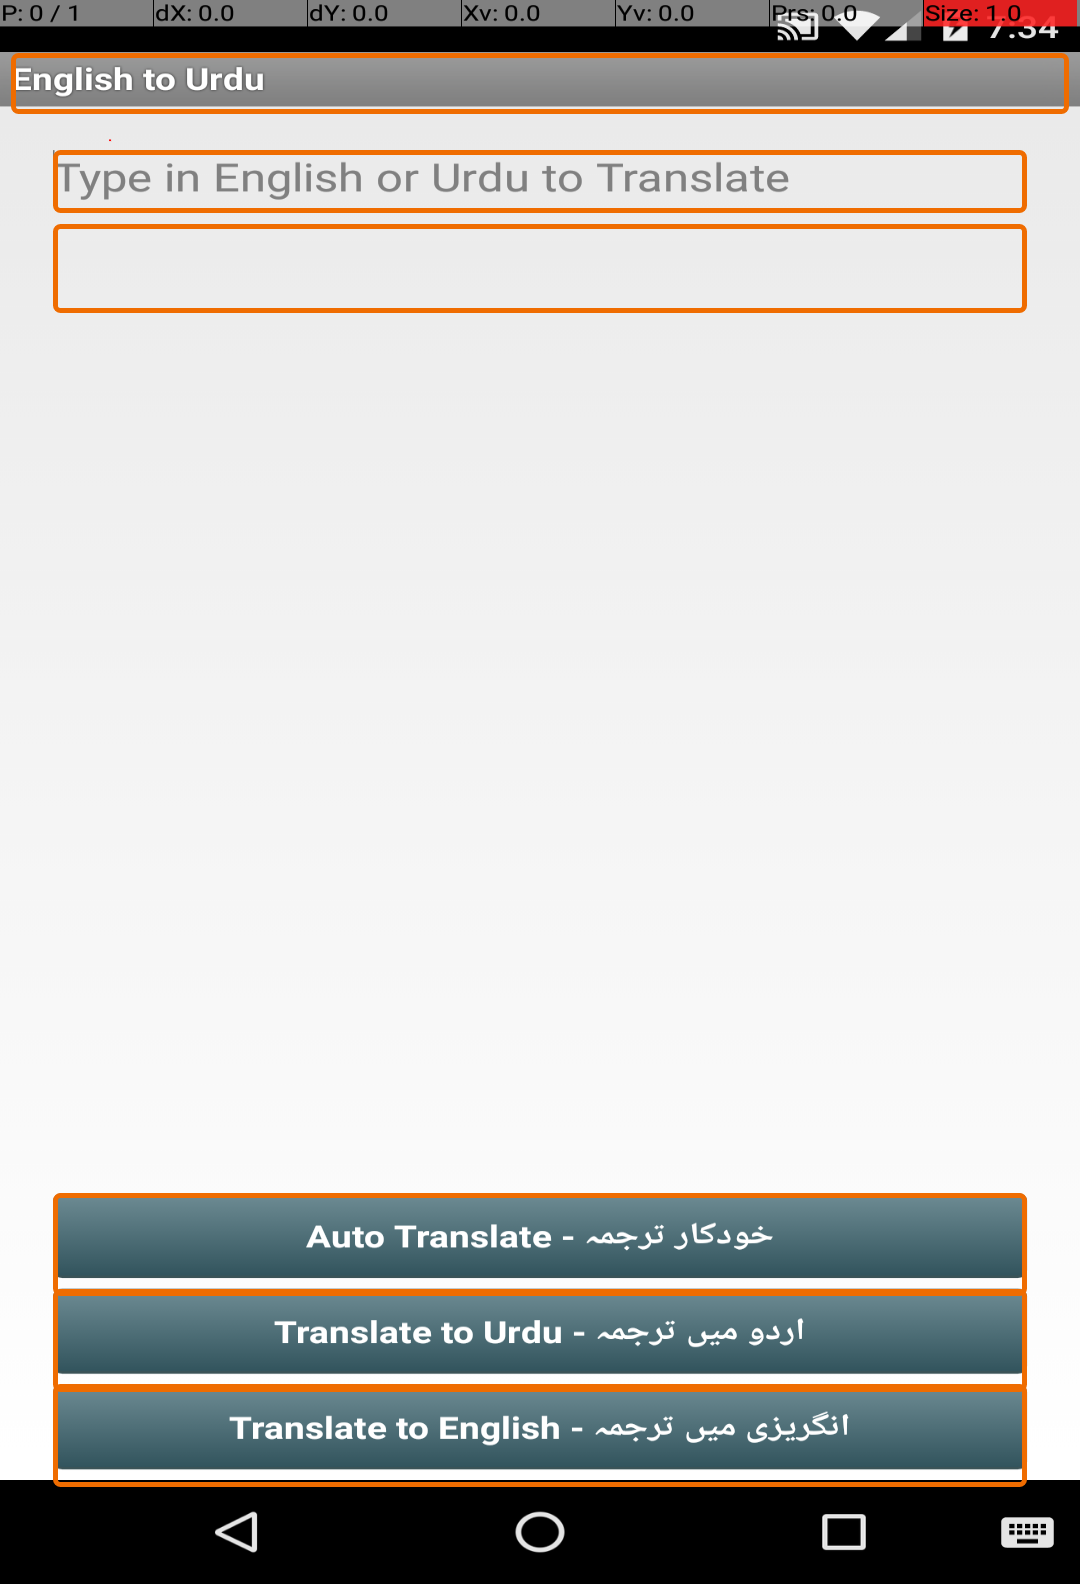 P: 0 / 1 dX: 0.0 dY: 0.0 Xv: 0.0 Yv: 0.0 Prs: 0.0 Size: 1.0
7:34
English to Urdu
Type in English or Urdu to Translate
Auto Translate - خودکار ترجمہ
Translate to Urdu - اردو میں ترجمہ
Translate to English - انگریزی میں ترجمہ